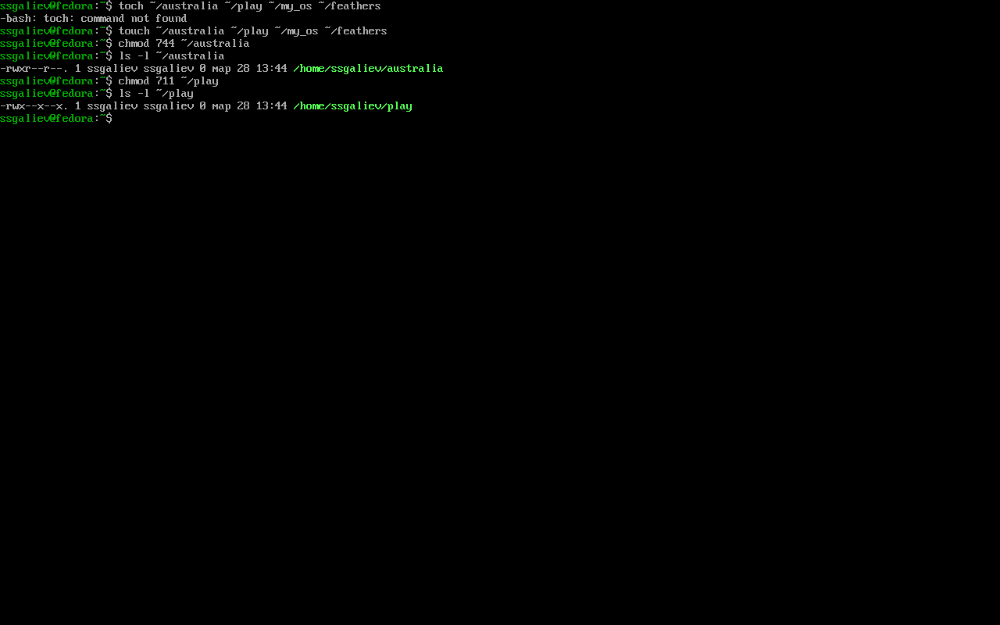 ssgaliev@fedora:~$ toch ~/australia ~/play ~/my_os ~/feathers
-bash: toch: command not found
ssgaliev@fedora:~$ touch ~/australia ~/play ~/my_os ~/feathers
ssgaliev@fedora:~$ chmod 744 ~/australia
ssgaliev@fedora:~$ ls -l ~/australia
-rwxr--r--. 1 ssgaliev ssgaliev 0 мар 28 13:44 /home/ssgaliev/australia
ssgaliev@fedora:~$ chmod 711 ~/play
ssgaliev@fedora:~$ ls -l ~/play
-rwx--x--x. 1 ssgaliev ssgaliev 0 мар 28 13:44 /home/ssgaliev/play
ssgaliev@fedora:~$